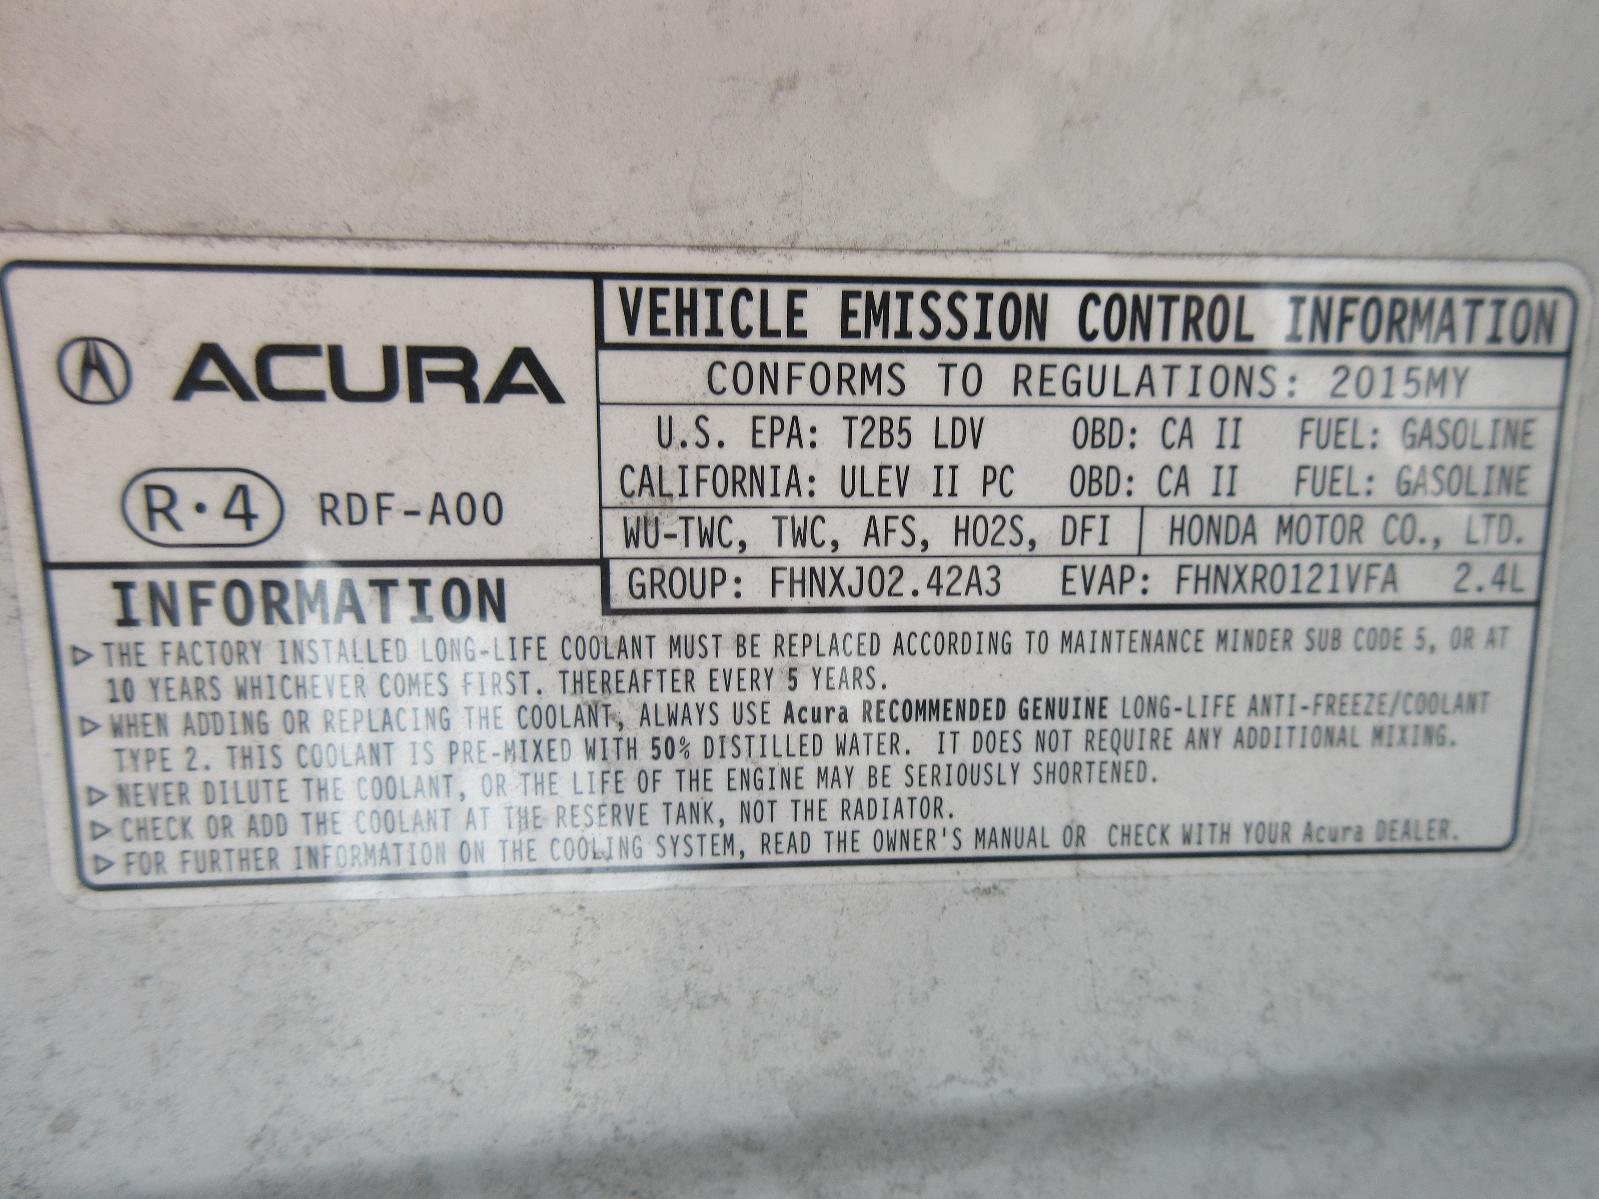 ACURA
R·4 RDF-A00
VEHICLE EMISSION CONTROL INFORMATION
CONFORMS TO REGULATIONS: 2015MY
U.S. EPA: T2B5 LDV OBD: CA II FUEL: GASOLINE
CALIFORNIA: ULEV II PC OBD: CA II FUEL: GASOLINE
WU-TWC, TWC, AFS, HO2S, DFI HONDA MOTOR CO., LTD.
GROUP: FHNXJ02.42A3 EVAP: FHNXR0121VFA 2.4L
INFORMATION
▷ THE FACTORY INSTALLED LONG-LIFE COOLANT MUST BE REPLACED ACCORDING TO MAINTENANCE MINDER SUB CODE 5, OR AT
10 YEARS WHICHEVER COMES FIRST. THEREAFTER EVERY 5 YEARS.
▷ WHEN ADDING OR REPLACING THE COOLANT, ALWAYS USE Acura RECOMMENDED GENUINE LONG-LIFE ANTI-FREEZE/COOLANT
TYPE 2. THIS COOLANT IS PRE-MIXED WITH 50% DISTILLED WATER. IT DOES NOT REQUIRE ANY ADDITIONAL MIXING.
▷ NEVER DILUTE THE COOLANT, OR THE LIFE OF THE ENGINE MAY BE SERIOUSLY SHORTENED.
▷ CHECK OR ADD THE COOLANT AT THE RESERVE TANK, NOT THE RADIATOR.
▷ FOR FURTHER INFORMATION ON THE COOLING SYSTEM, READ THE OWNER'S MANUAL OR CHECK WITH YOUR Acura DEALER.